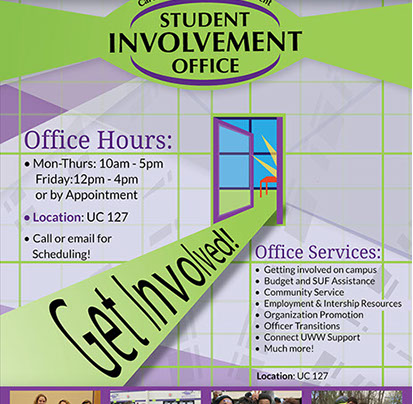 STUDENT
INVOLVEMENT
OFFICE
Office Hours:
• Mon-Thurs: 10am - 5pm
Friday:12pm - 4pm
or by Appointment
• Location: UC 127
• Call or email for
Scheduling!
Get Involved!
Office Services:
• Getting involved on campus
• Budget and SUF Assistance
• Community Service
• Employment & Intership Resources
• Organization Promotion
• Officer Transitions
• Connect UWW Support
• Much more!
Location: UC 127